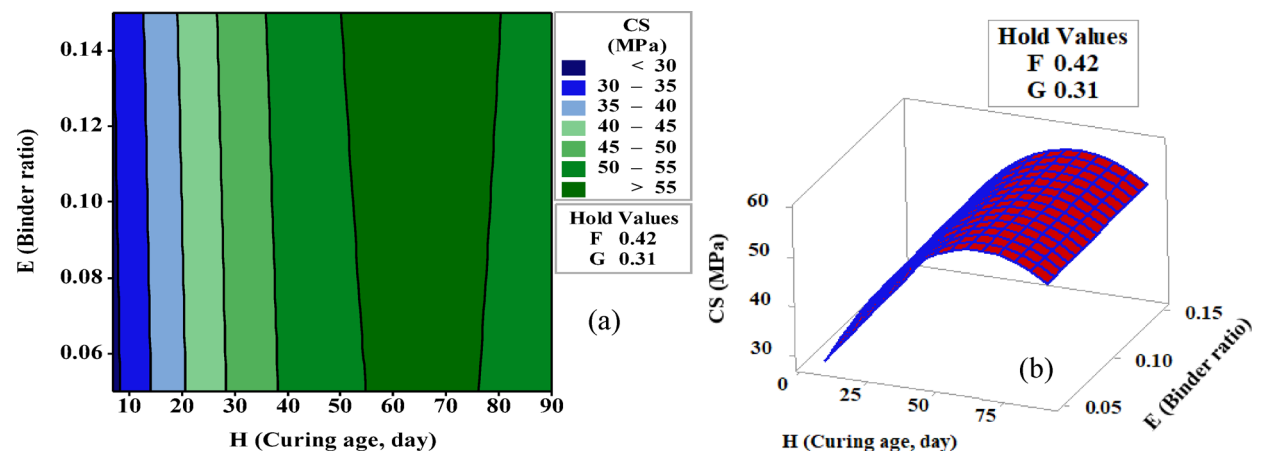 0.14
0.12
0.10
0.08
0.06
E (Binder ratio)
10 20 30 40 50 60 70 80 90
H (Curing age, day)
CS
(MPa)
< 30
30 – 35
35 – 40
40 – 45
45 – 50
50 – 55
> 55
Hold Values
F 0.42
G 0.31
(a)
Hold Values
F 0.42
G 0.31
60
50
40
30
CS (MPa)
0 25 50 75
H (Curing age, day)
0.15
0.10
0.05
E (Binder ratio)
(b)